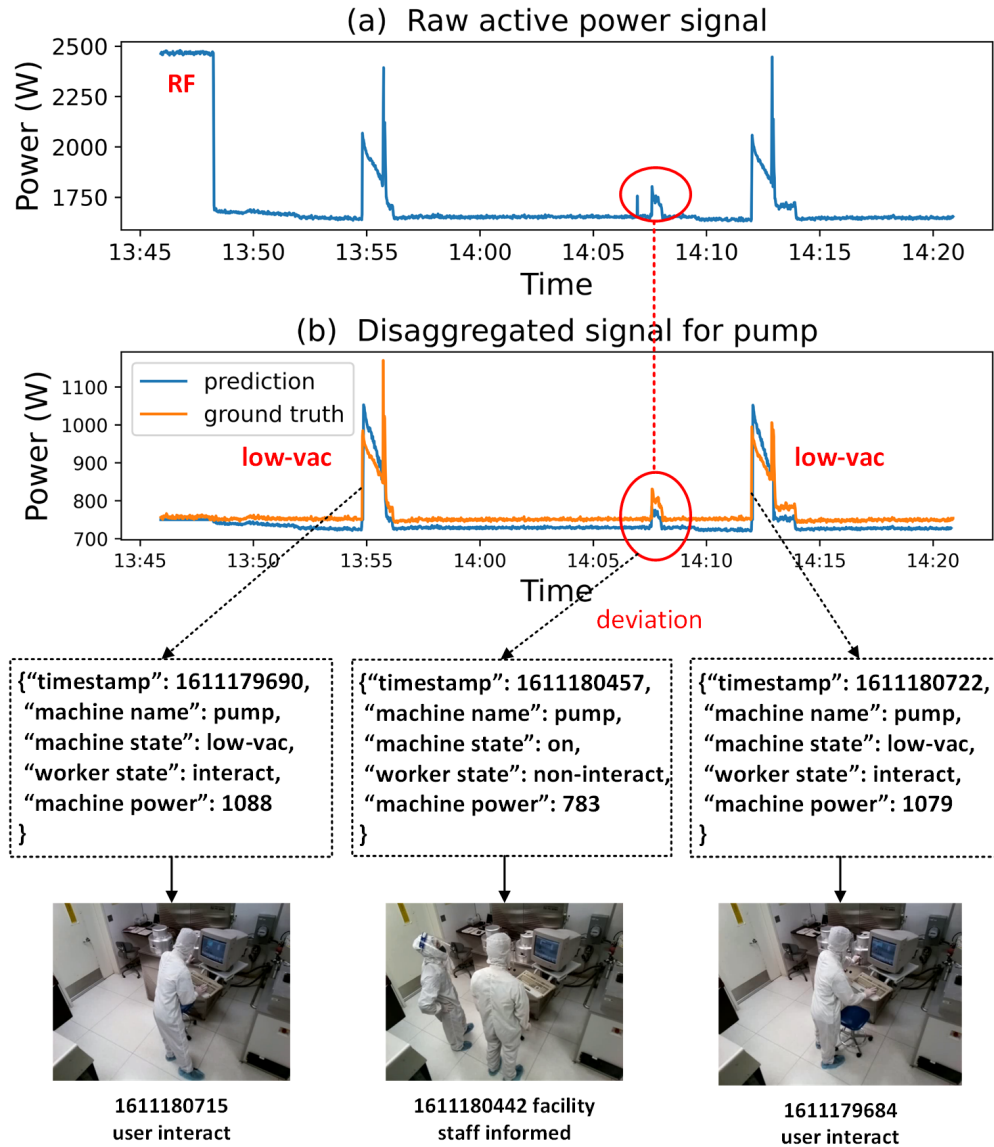 (a) Raw active power signal
2500
2250
2000
1750
Power (W)
RF
13:45 13:50 13:55 14:00 14:05 14:10 14:15 14:20
Time
(b) Disaggregated signal for pump
1100
1000
900
800
700
Power (W)
prediction
ground truth
low-vac
low-vac
13:45 13:50 13:55 14:00 14:05 14:10 14:15 14:20
Time
deviation
{“timestamp”: 1611179690,
“machine name”: pump,
“machine state”: low-vac,
“worker state”: interact,
“machine power”: 1088
}
{“timestamp”: 1611180457,
“machine name”: pump,
“machine state”: on,
“worker state”: non-interact,
“machine power”: 783
}
{“timestamp”: 1611180722,
“machine name”: pump,
“machine state”: low-vac,
“worker state”: interact,
“machine power”: 1079
}
1611180715
user interact
1611180442 facility
staff informed
1611179684
user interact